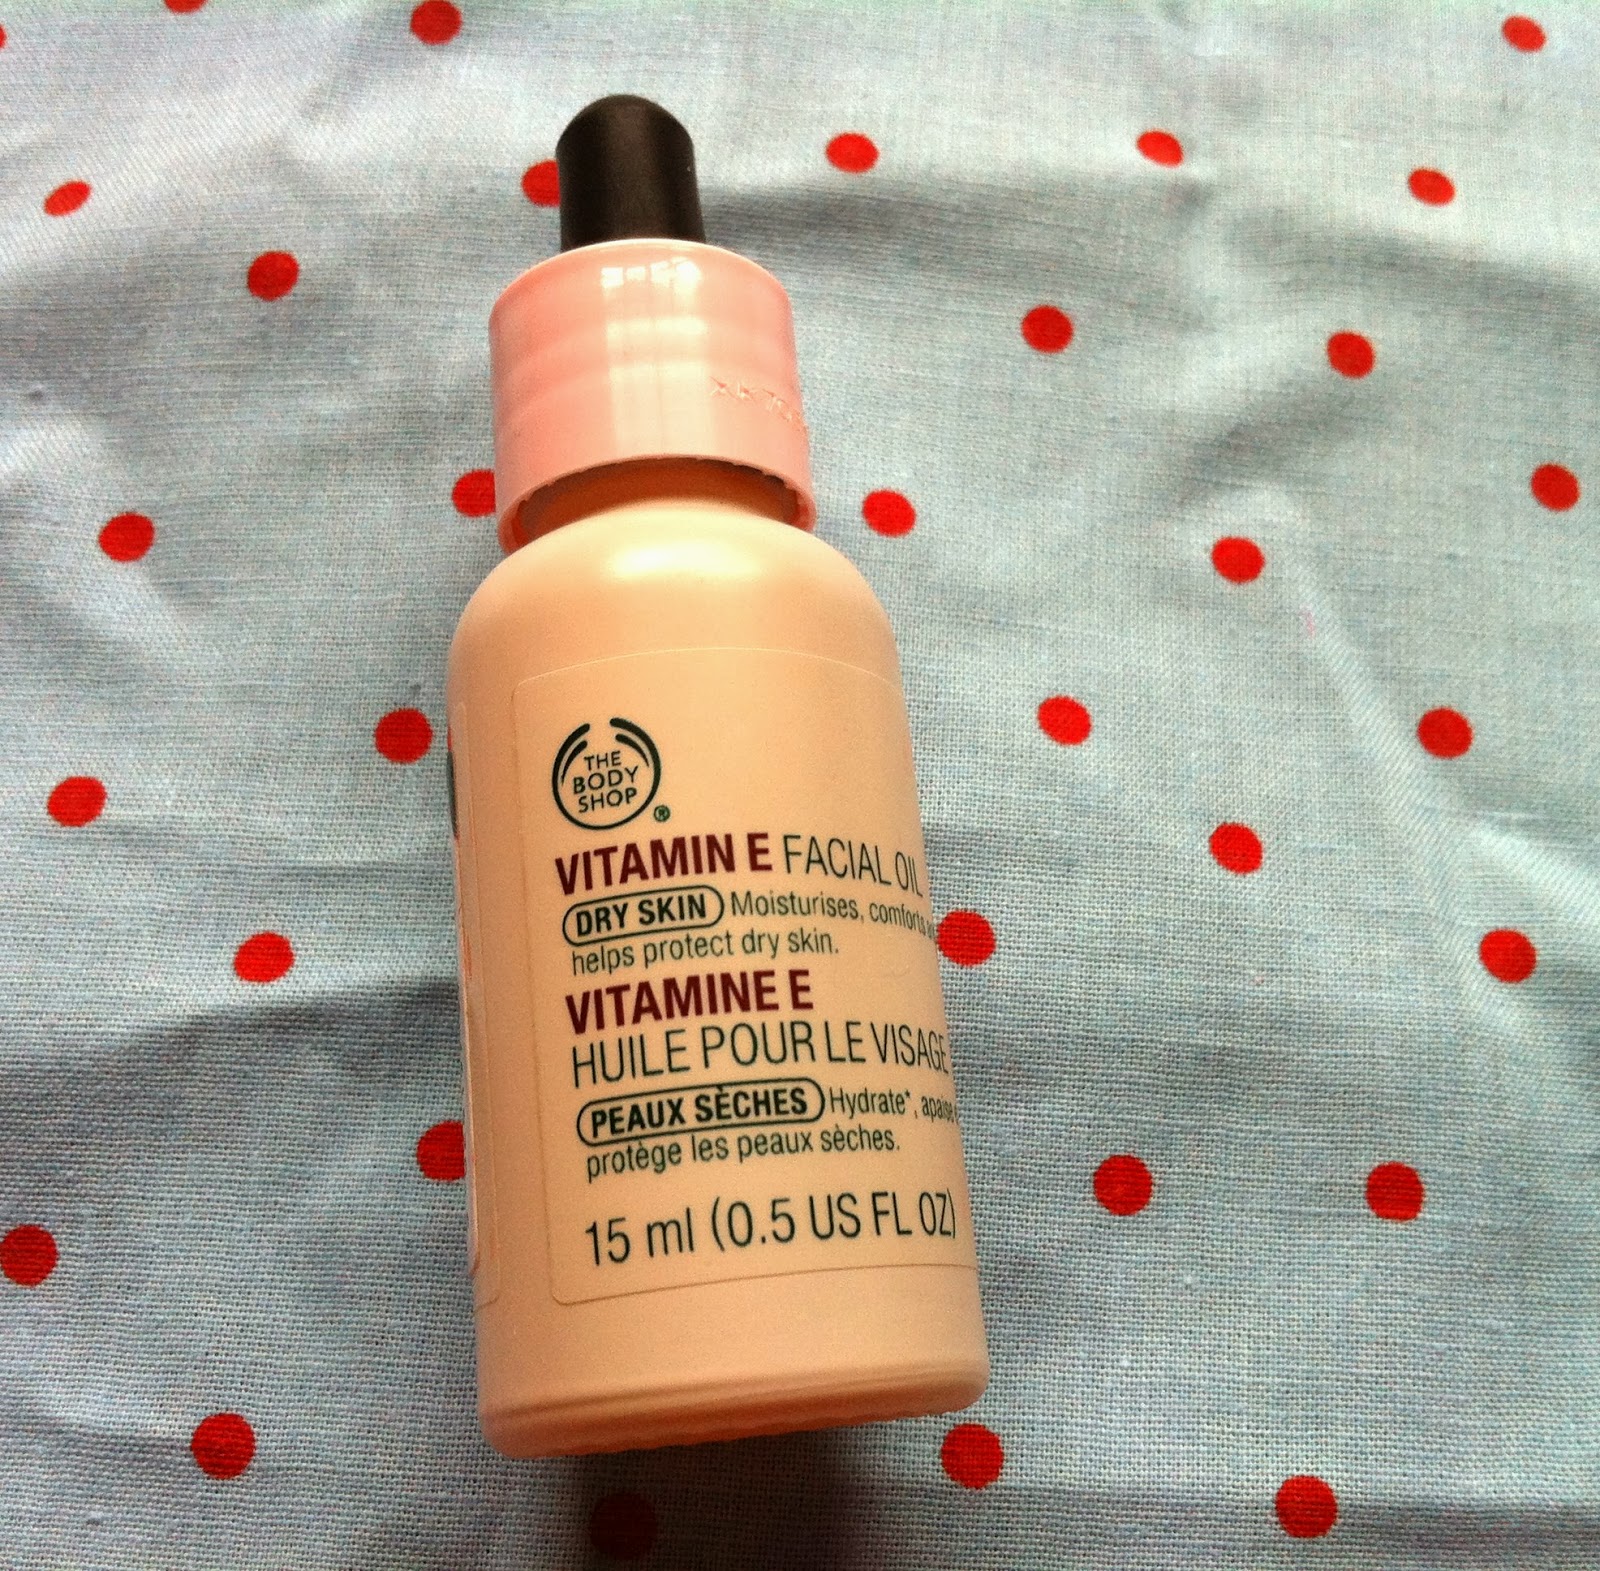 THE
BODY
SHOP
®
VITAMIN E FACIAL OIL
DRY SKIN Moisturises, comforts
helps protect dry skin.
VITAMINE E
HUILE POUR LE VISAGE
PEAUX SÈCHES Hydrate*, apaise
protège les peaux sèches.
15 ml (0.5 US FL OZ)